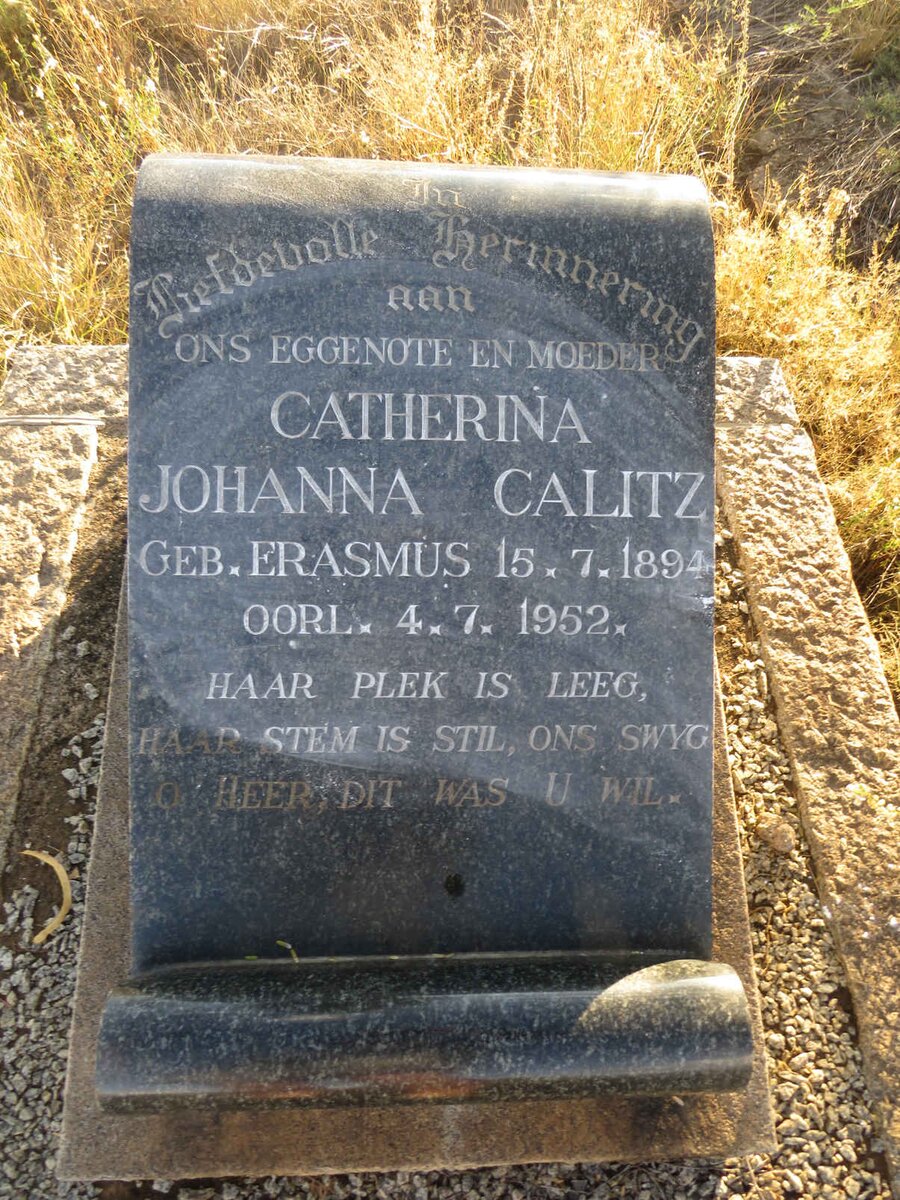 In
Liefdevolle Herinnering
aan
ONS EGGENOTE EN MOEDER
CATHERINA
JOHANNA CALITZ
GEB. ERASMUS 15.7.1894
OORL. 4.7.1952.
HAAR PLEK IS LEEG,
HAAR STEM IS STIL, ONS SWYG
O HEER, DIT WAS U WIL.